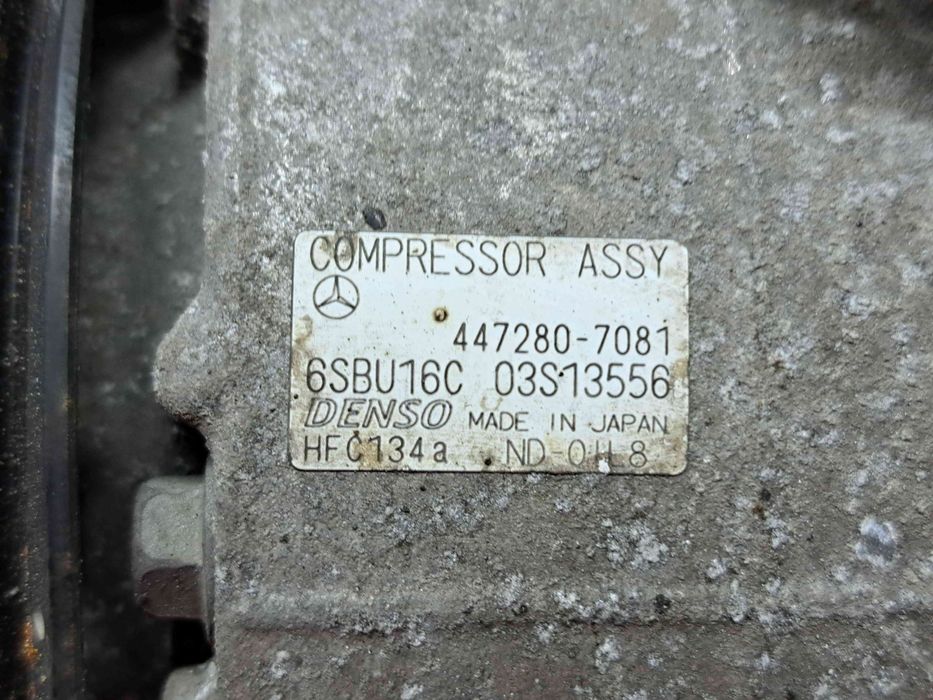 COMPRESSOR ASSY
447280-7081
6SBU16C 03S13556
DENSO MADE IN JAPAN
HFC134a ND-OIL8